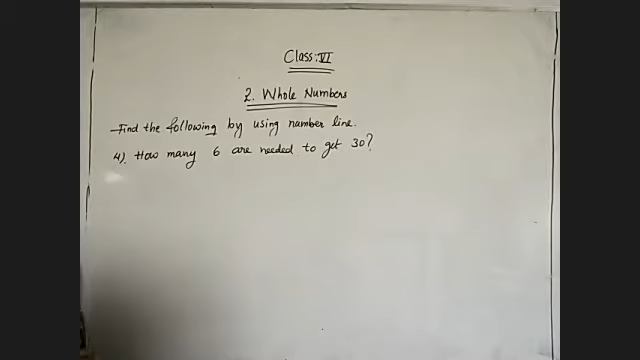 Class: VI
2. Whole Numbers
Find the following by using number line.
4). How many 6 are needed to get 30?